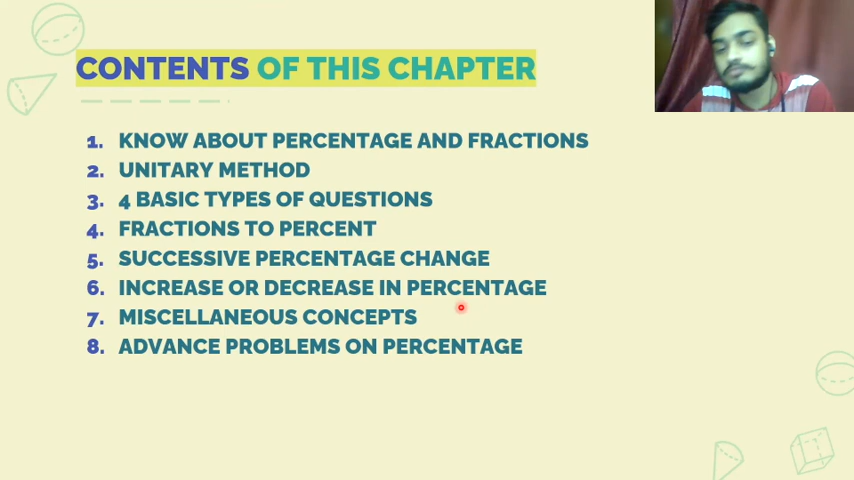 CONTENTS OF THIS CHAPTER
1. KNOW ABOUT PERCENTAGE AND FRACTIONS
2. UNITARY METHOD
3. 4 BASIC TYPES OF QUESTIONS
4. FRACTIONS TO PERCENT
5. SUCCESSIVE PERCENTAGE CHANGE
6. INCREASE OR DECREASE IN PERCENTAGE
7. MISCELLANEOUS CONCEPTS
8. ADVANCE PROBLEMS ON PERCENTAGE